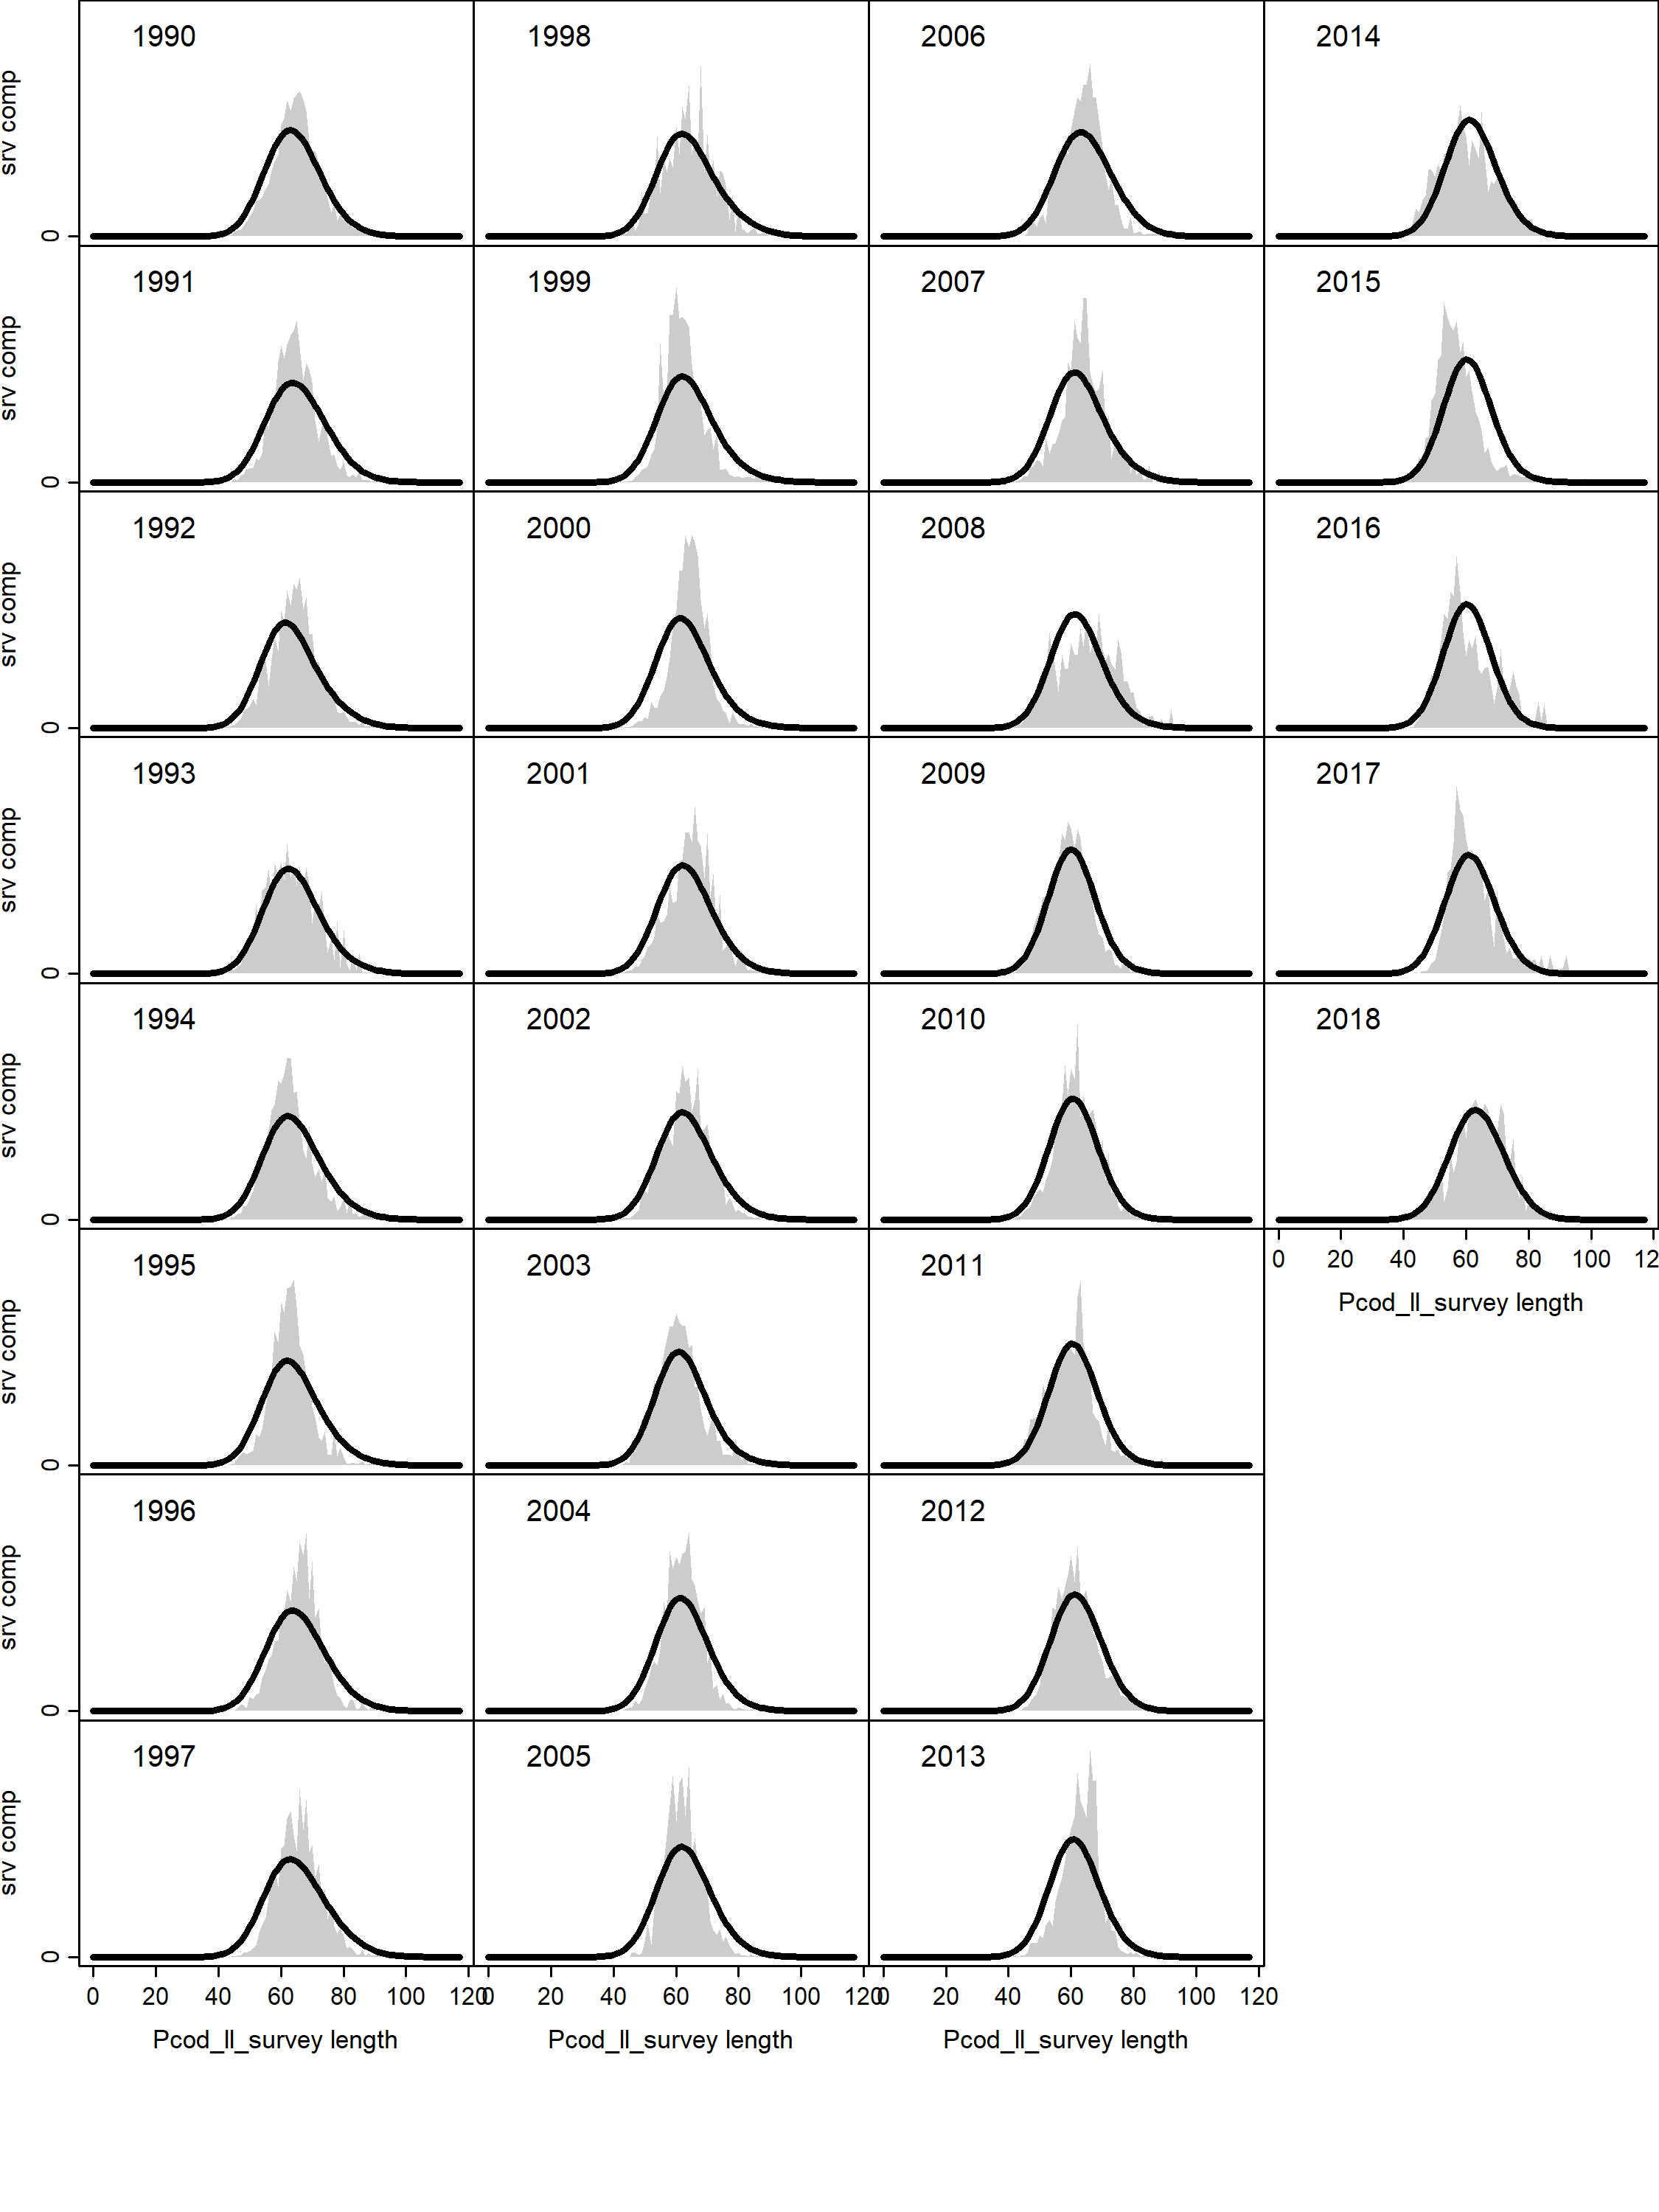 1990 1998 2006 2014
srv comp
0
1991 1999 2007 2015
srv comp
0
1992 2000 2008 2016
srv comp
0
1993 2001 2009 2017
srv comp
0
1994 2002 2010 2018
srv comp
0
0 20 40 60 80 100 12
Pcod_ll_survey length
1995 2003 2011
srv comp
0
1996 2004 2012
srv comp
0
1997 2005 2013
srv comp
0
0 20 40 60 80 100 120 0 20 40 60 80 100 120 0 20 40 60 80 100 120
Pcod_ll_survey length Pcod_ll_survey length Pcod_ll_survey length